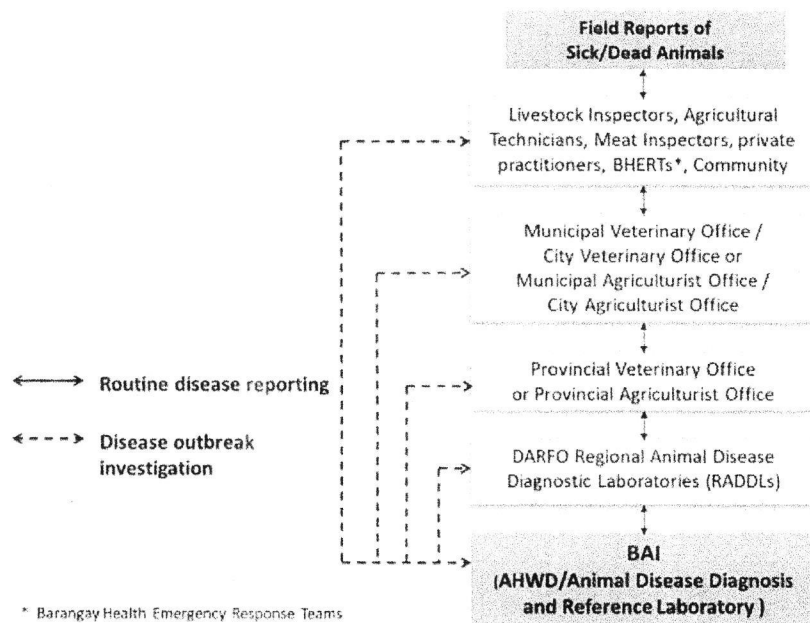 Field Reports of
Sick/Dead Animals
Livestock Inspectors, Agricultural
Technicians, Meat Inspectors, private
practitioners, BHERTs*, Community
Municipal Veterinary Office /
City Veterinary Office or
Municipal Agriculturist Office /
City Agriculturist Office
Provincial Veterinary Office
or Provincial Agriculturist Office
Routine disease reporting
Disease outbreak
investigation
DARFO Regional Animal Disease
Diagnostic Laboratories (RADDLs)
BAI
(AHWD/Animal Disease Diagnosis
and Reference Laboratory )
* Barangay Health Emergency Response Teams